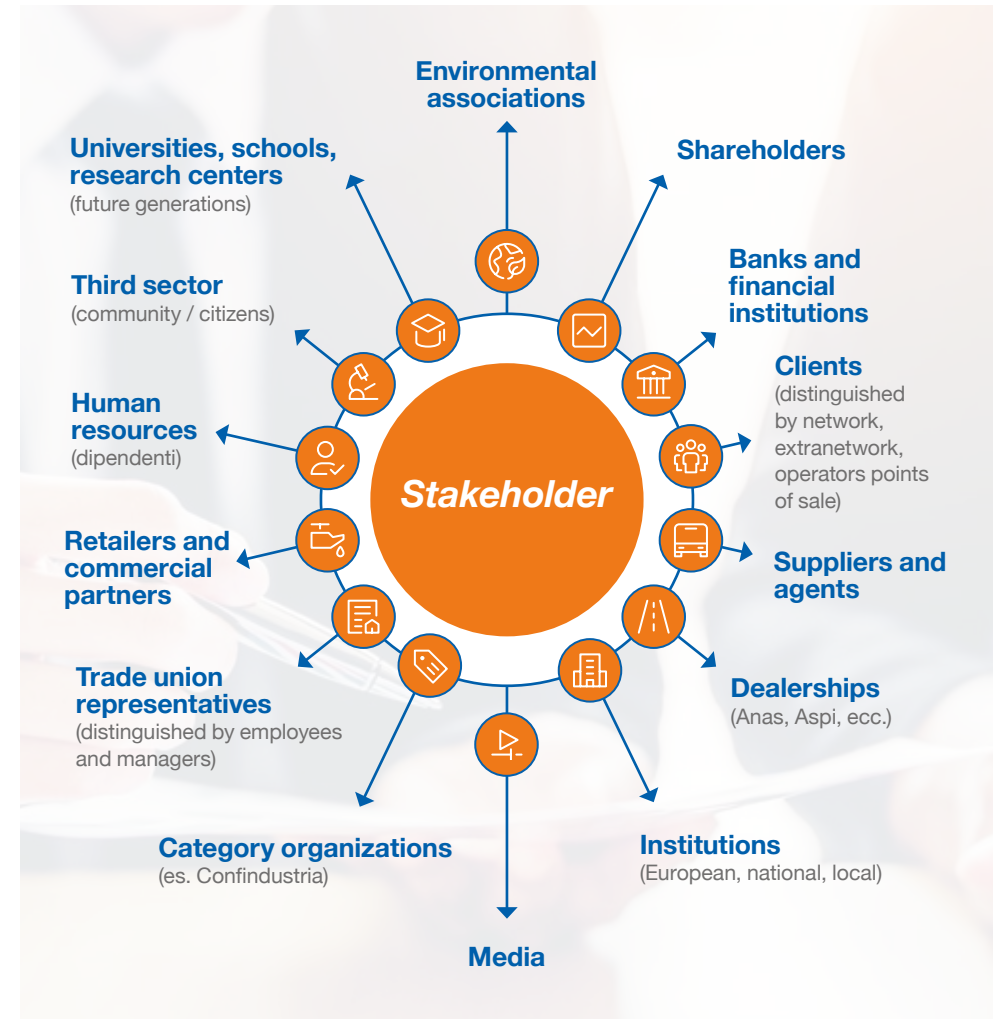 Environmental
associations
Shareholders
Universities, schools,
research centers
(future generations)
Banks and
financial
institutions
Third sector
(community / citizens)
Clients
(distinguished
by network,
extranetwork,
operators points
of sale)
Human
resources
(dipendenti)
Stakeholder
Retailers and
commercial
partners
Suppliers and
agents
Trade union
representatives
(distinguished by employees
and managers)
Dealerships
(Anas, Aspi, ecc.)
Category organizations
(es. Confindustria)
Institutions
(European, national, local)
Media